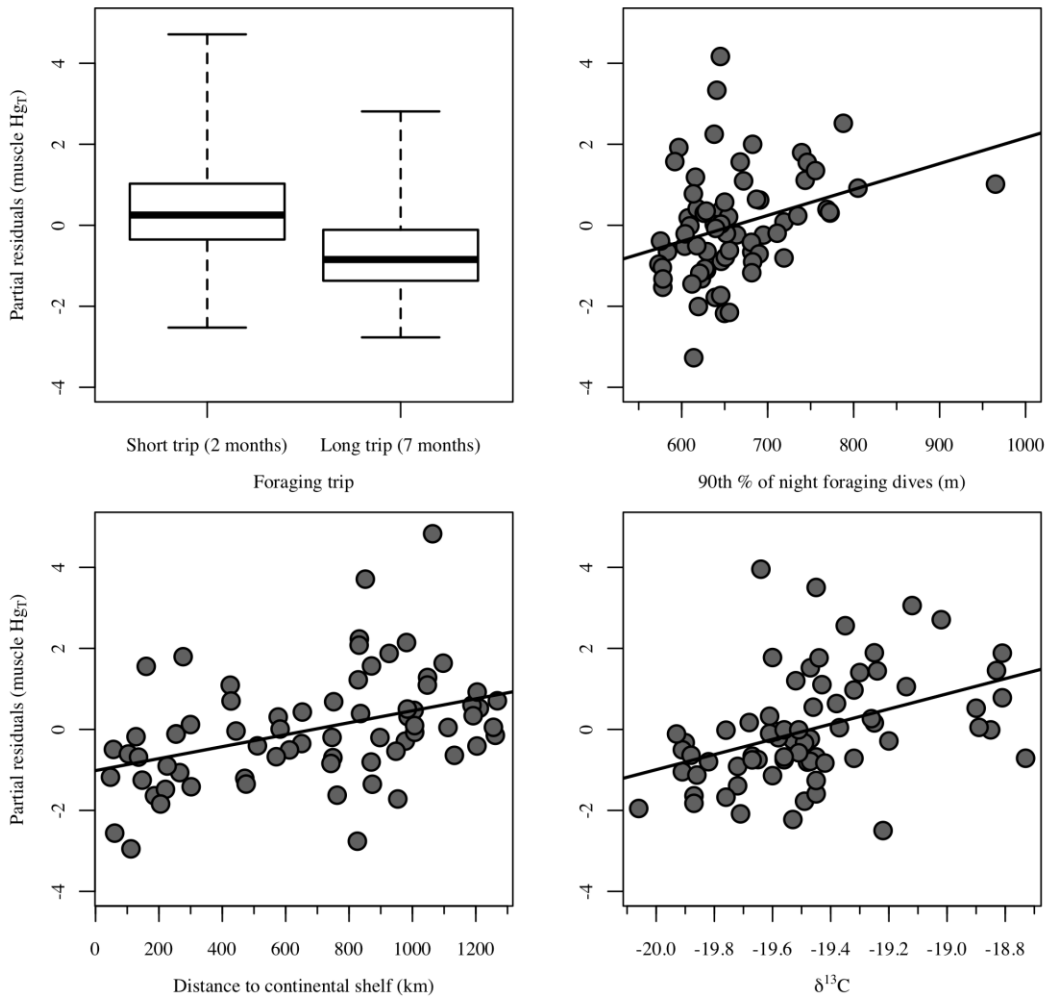 Partial residuals (muscle HgT)
4
2
0
-2
-4
Short trip (2 months) Long trip (7 months)
Foraging trip
4
2
0
-2
-4
600 700 800 900 1000
90th % of night foraging dives (m)
Partial residuals (muscle HgT)
4
2
0
-2
-4
0 200 400 600 800 1000 1200
Distance to continental shelf (km)
4
2
0
-2
-4
-20.0 -19.8 -19.6 -19.4 -19.2 -19.0 -18.8
δ¹³C